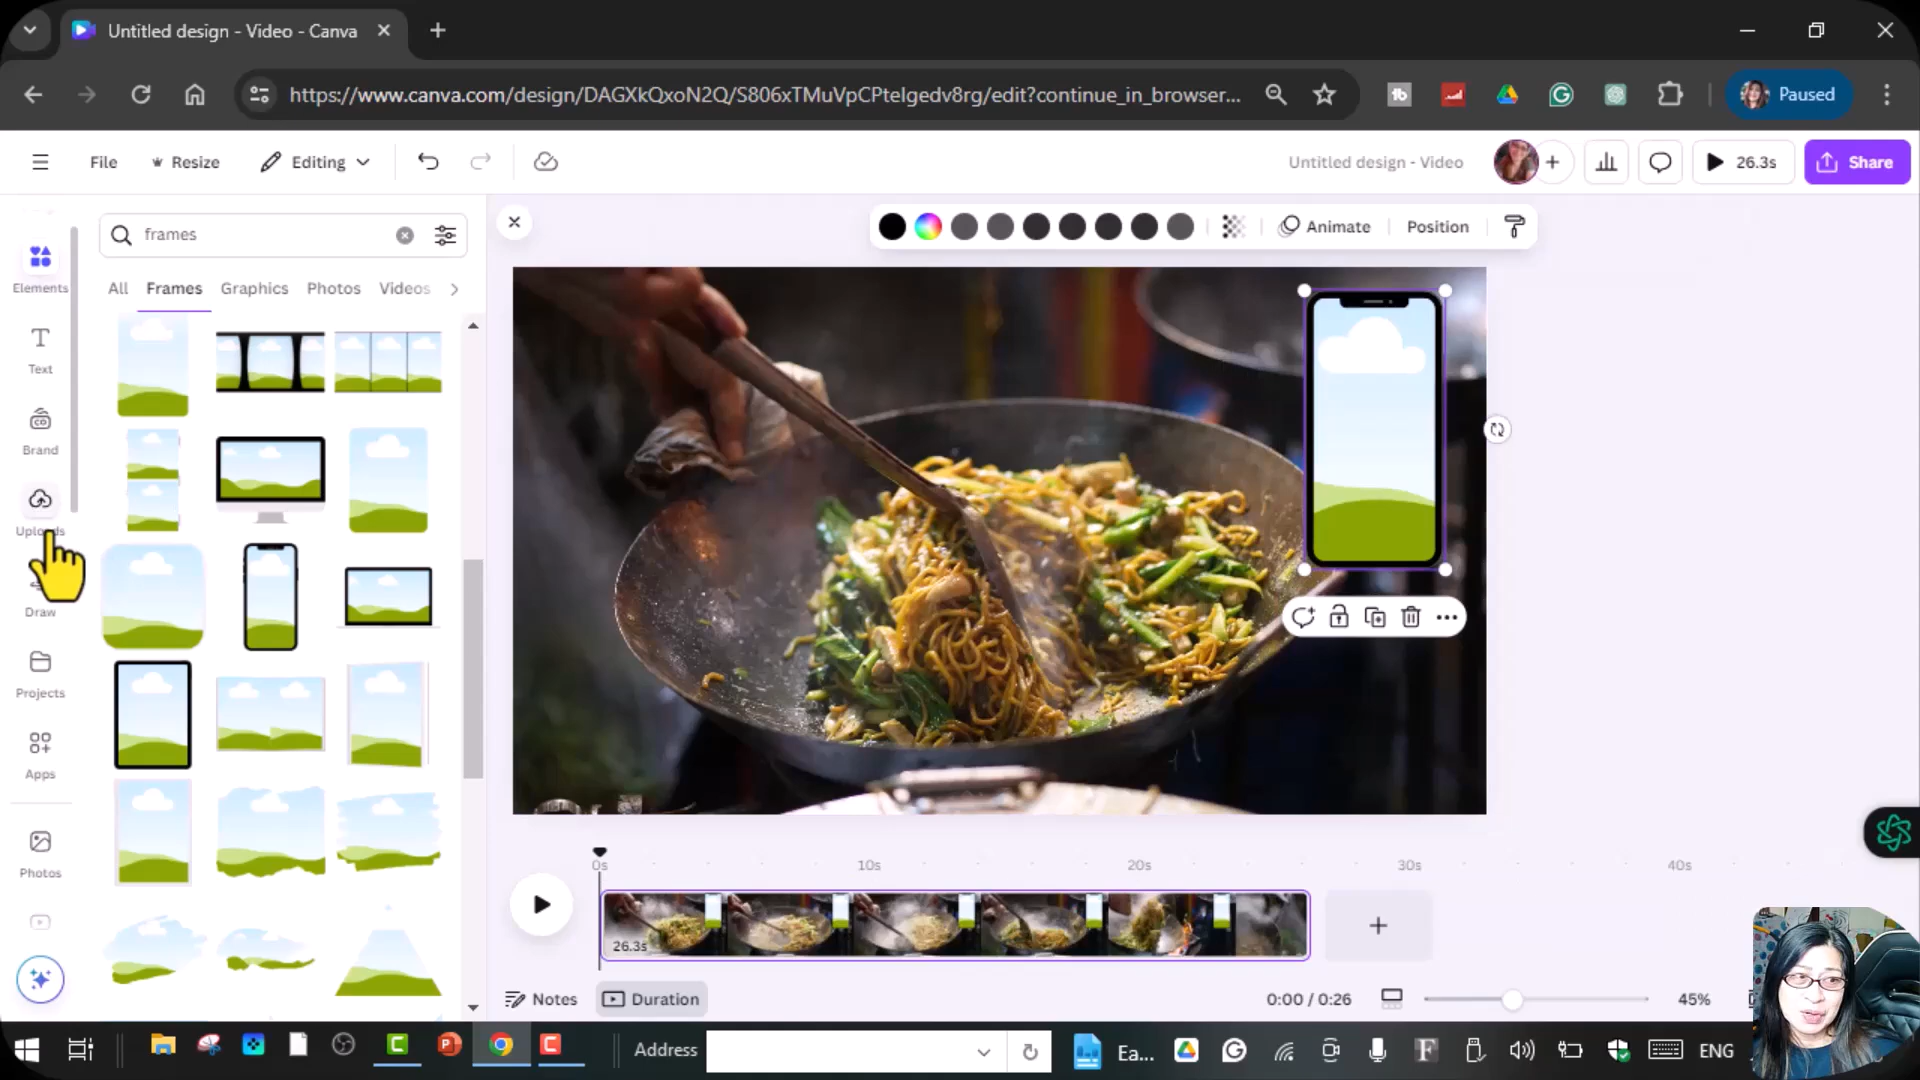 Untitled design - Video - Canva
https://www.canva.com/design/DAGXkQxoN2Q/S806xTMuVpCPteIgedv8rg/edit?continue_in_browser...
Paused
File
Resize
Editing
Untitled design - Video
26.3s
Share
frames
Animate
Position
Elements
All
Frames
Graphics
Photos
Videos
Text
Brand
Uploads
Draw
Projects
Apps
Photos
0s
10s
20s
30s
40s
26.3s
Notes
Duration
0:00 / 0:26
45%
Address
Ea...
ENG